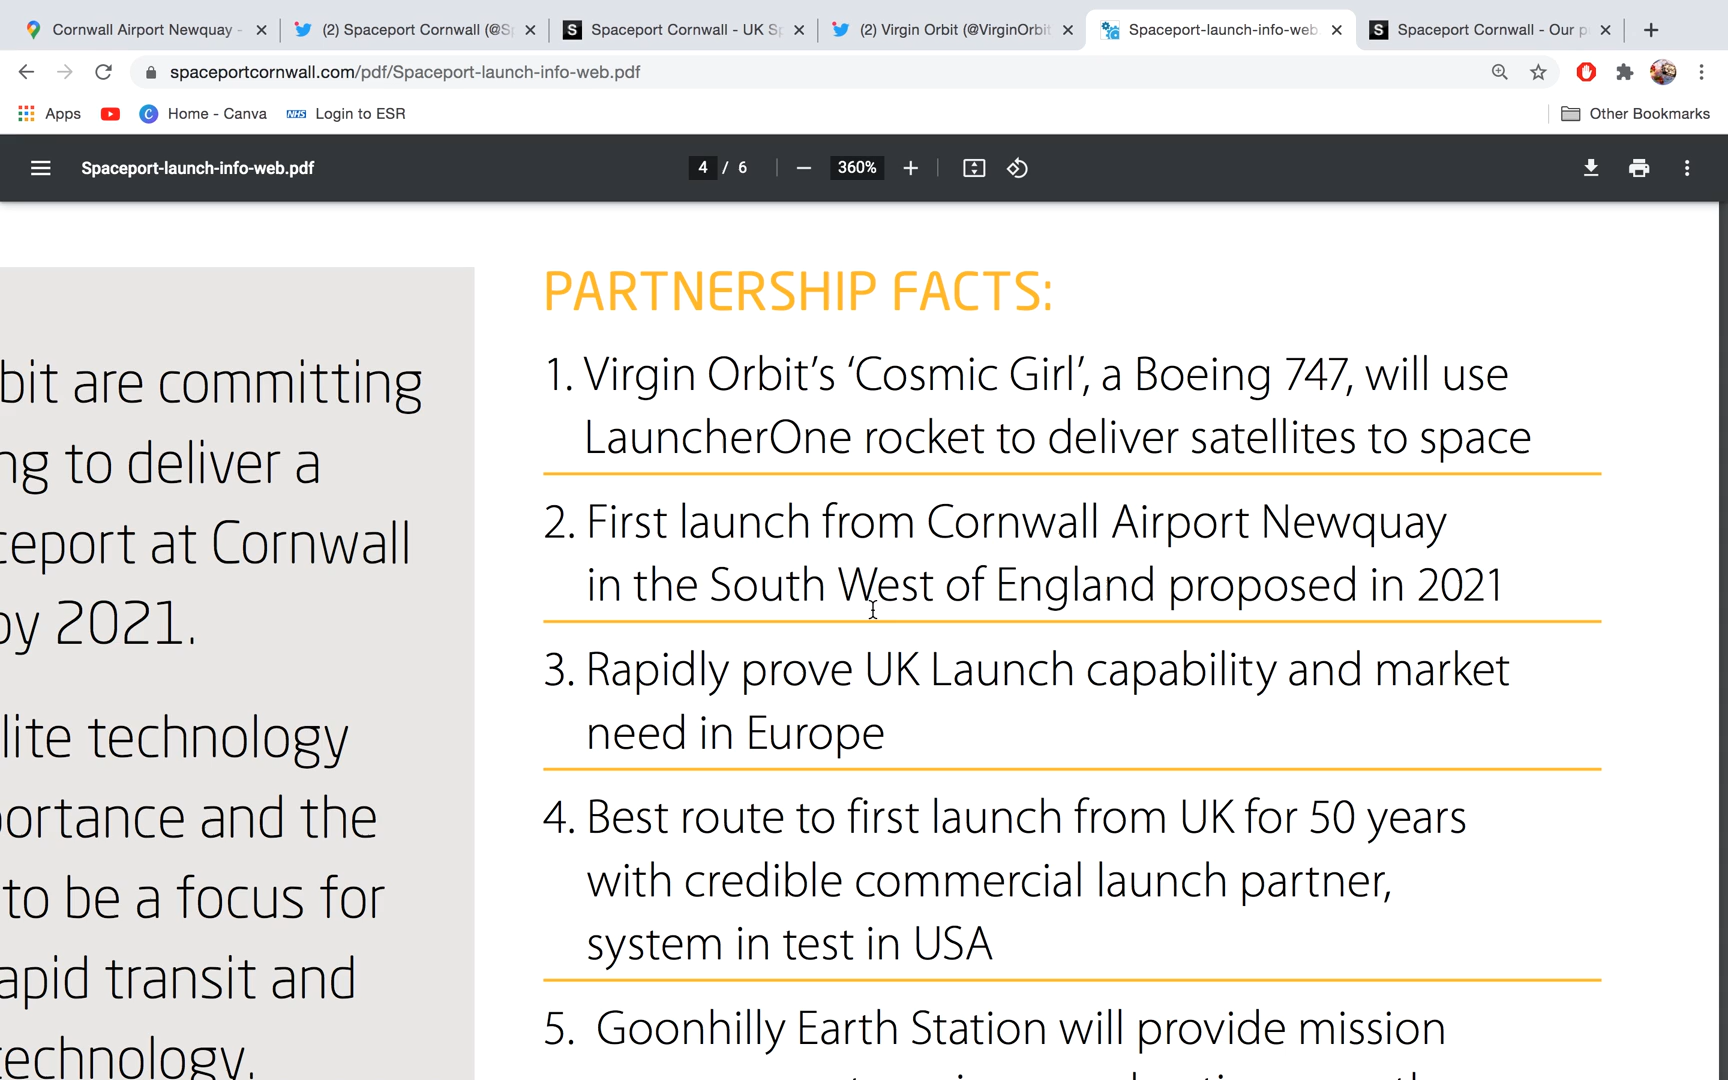 Cornwall Airport Newquay -
(2) Spaceport Cornwall (@Sp
Spaceport Cornwall - UK Sp
(2) Virgin Orbit (@VirginOrbit
Spaceport-launch-info-web
Spaceport Cornwall - Our p
spaceportcornwall.com/pdf/Spaceport-launch-info-web.pdf
Apps
Home - Canva
NHS
Login to ESR
Other Bookmarks
Spaceport-launch-info-web.pdf
4 / 6
360%
bit are committing
ng to deliver a
ceport at Cornwall
by 2021.
lite technology
ortance and the
to be a focus for
apid transit and
technology.
PARTNERSHIP FACTS:
1. Virgin Orbit's 'Cosmic Girl', a Boeing 747, will use
LauncherOne rocket to deliver satellites to space
2. First launch from Cornwall Airport Newquay
in the South West of England proposed in 2021
3. Rapidly prove UK Launch capability and market
need in Europe
4. Best route to first launch from UK for 50 years
with credible commercial launch partner,
system in test in USA
5. Goonhilly Earth Station will provide mission